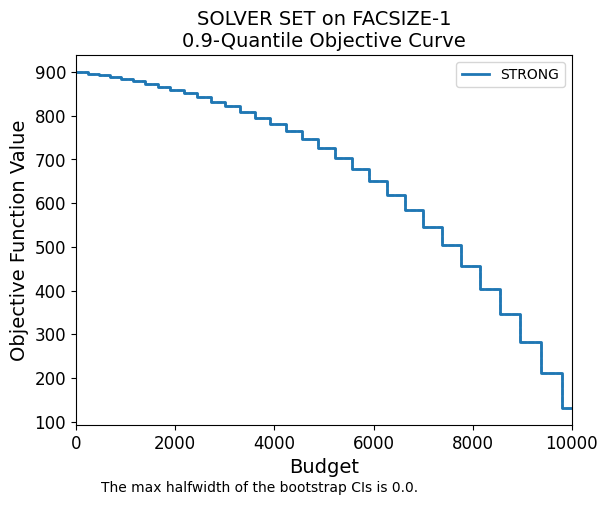 SOLVER SET on FACSIZE-1
0.9-Quantile Objective Curve
STRONG
Objective Function Value
900
800
700
600
500
400
300
200
100
0
2000
4000
6000
8000
10000
Budget
The max halfwidth of the bootstrap CIs is 0.0.